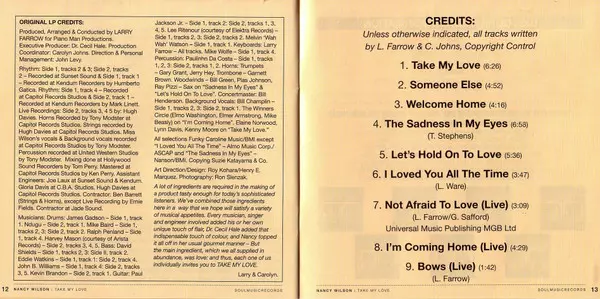 ORIGINAL LP CREDITS:
Produced, Arranged & Conducted by LARRY
FARROW for Piano Man Productions.
Executive Producer: Dr. Cecil Hale. Production
Coordinator: Carolyn Johns. Direction & Personal
Management: John Levy.
Rhythm: Side 1, tracks 2 & 3; Side 2, tracks
2 – Recorded at Sunset Sound & Side 1, track 1
– Recorded at Kendum Recorders by Humberto
Gatica. Rhythm: Side 1, track 4 – Recorded
at Capitol Records Studios & Side 2, track 1 –
Recorded at Kendun Recorders by Mark Linett.
Live Recordings: Side 2, tracks 3, 4 5 by: Hugh
Davies. Horns Recorded by Tony Modster at
Capitol Records Studios. Strings recorded by
Hugh Davies at Capitol Records Studios. Miss
Wilson's vocals & Background vocals recorded
at Capitol Records Studios by Tony Modster.
Percussion recorded at United Western Studios
by Tony Modster. Mixing done at Hollywood
Sound Recorders by Tom Perry, Mastered at
Capitol Records Studios by Ken Perry. Assistant
Engineers: Joe Laux at Sunset Sound & Kendum.
Gloria Davis at C.B.A. Studios, Hugh Davies at
Capitol Records Studios. Contractor: Ben Barrett
(Strings & Horns), except Live Recording by Ernie
Fields. Contractor at Jade Sound.
Musicians: Drums: James Gadson – Side 1, track
1. Ndugu – Side 2, track 1. Mike Baird – Side 1,
tracks 2, 3: Side 2, track 2. Ralph Penland – Side
1, track 4. Harvey Mason (courtesy of Arista
Records) – Side 2, tracks 3, 4, 5. Bass: David
Shields – Side 1, tracks 2, 3; Side II, track 2.
Eddie Watkins – Side 1, track 1: Side 2, track 4.
John B. Williams – Side 1, track 4: Side 2, tracks
3, 5. Kevin Brandon – Side 2, track 1. Guitar: Paul
Jackson Jr. – Side 1, track 2: Side 2, tracks 1, 3,
4, 5. Lee Ritenour (courtesy of Elektra Records) –
Side 1, tracks 2, 3: Side 2, tracks 2. Melvin 'Wah
Wah' Watson – Side 1, track 1. Keyboards: Larry
Farrow – All tracks. Mike Wolfe – Side 1, track 4.
Percussion: Paulinho Da Costa – Side 1, tracks
1, 2, 3: Side 2, tracks 1, 2. Horns: Trumpets
– Gary Grant, Jerry Hey. Trombone – Garnett
Brown. Woodwinds – Bill Green, Plas Johnson,
Ray Pizzi – Sax on "Sadness In My Eyes" &
"Let's Hold On To Love". Concertmaster: Bill
Henderson. Background Vocals: Bill Champlin –
Side 1, tracks 2, 3: Side 2, track 1. The Winners
Circle (Elmo Washington, Elmer Armstrong, Mike
Beasly) on "I'm Coming Home". Elaine Norwood,
Lynn Davis, Kenny Moore on "Take My Love."
All selections Funky Caroline Music/BMI except
"I Loved You All The Time" – Almo Music Corp./
ASCAP and "The Sadness in My Eyes" –
Nanson/BMI. Copying Suzie Katayama & Co.
Art Direction/Design: Roy Kohara/Henry E.
Marquez. Photography: Ron Slenzak.
A lot of ingredients are required in the making of
a product tasty enough for today's sophisticated
listeners. We've combined those ingredients
here in a way that we hope will satisfy a variety
of musical appetites. Every musician, singer
and engineer involved added his or her own
unique touch of flair, Dr. Cecil Hale added that
indispensable touch of colour, and Nancy topped
it all off in her usual gourmet manner – But
the main ingredient, which we all supplied in
abundance, was love; and thus, each one of us
individually invites you to TAKE MY LOVE.
Larry & Carolyn.
12 NANCY WILSON : TAKE MY LOVE
SOULMUSICRECORDS
CREDITS:
Unless otherwise indicated, all tracks written
by L. Farrow & C. Johns, Copyright Control
1. Take My Love (6:26)
2. Someone Else (4:52)
3. Welcome Home (4:16)
4. The Sadness In My Eyes (6:58)
(T. Stephens)
5. Let's Hold On To Love (5:36)
6. I Loved You All The Time (3:47)
(L. Ware)
7. Not Afraid To Love (Live) (3:09)
(L. Farrow/G. Safford)
Universal Music Publishing MGB Ltd
8. I'm Coming Home (Live) (4:29)
9. Bows (Live) (1:42)
(L. Farrow)
NANCY WILSON : TAKE MY LOVE
SOULMUSICRECORDS 13